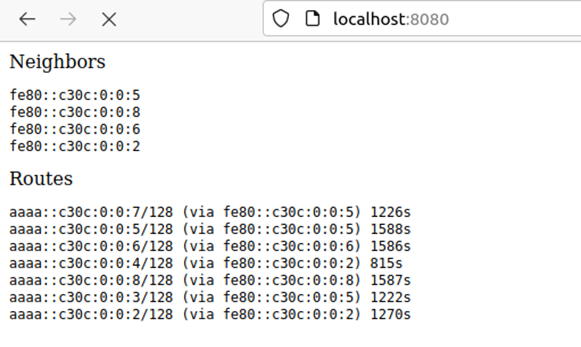 localhost:8080
Neighbors
fe80::c30c:0:0:5
fe80::c30c:0:0:8
fe80::c30c:0:0:6
fe80::c30c:0:0:2
Routes
aaaa::c30c:0:0:7/128 (via fe80::c30c:0:0:5) 1226s
aaaa::c30c:0:0:5/128 (via fe80::c30c:0:0:5) 1588s
aaaa::c30c:0:0:6/128 (via fe80::c30c:0:0:6) 1586s
aaaa::c30c:0:0:4/128 (via fe80::c30c:0:0:2) 815s
aaaa::c30c:0:0:8/128 (via fe80::c30c:0:0:8) 1587s
aaaa::c30c:0:0:3/128 (via fe80::c30c:0:0:5) 1222s
aaaa::c30c:0:0:2/128 (via fe80::c30c:0:0:2) 1270s